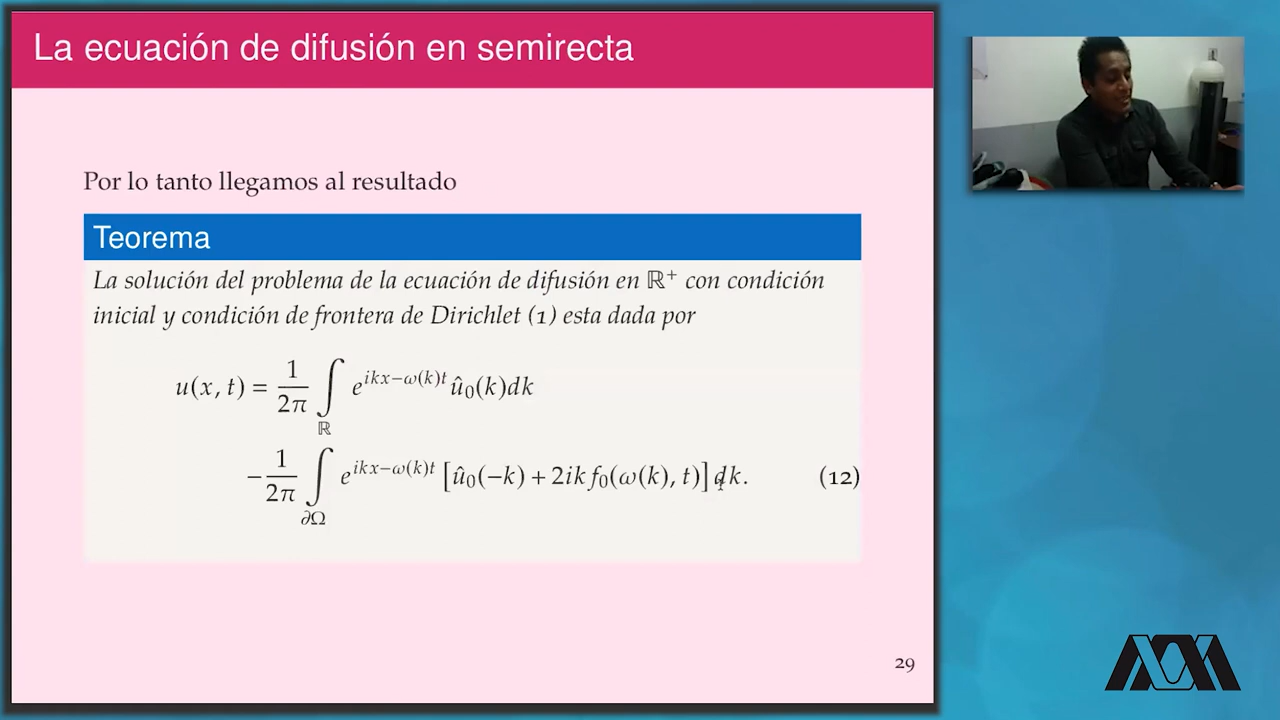 La ecuación de difusión en semirecta
Por lo tanto llegamos al resultado
Teorema
La solución del problema de la ecuación de difusión en ℝ⁺ con condición
inicial y condición de frontera de Dirichlet (1) esta dada por
u(x, t) = 1/2π ∫_ℝ e^{ikx−ω(k)t} û₀(k)dk
− 1/2π ∫_{∂Ω} e^{ikx−ω(k)t} [û₀(−k) + 2ik f₀(ω(k), t)] dk. (12)
29